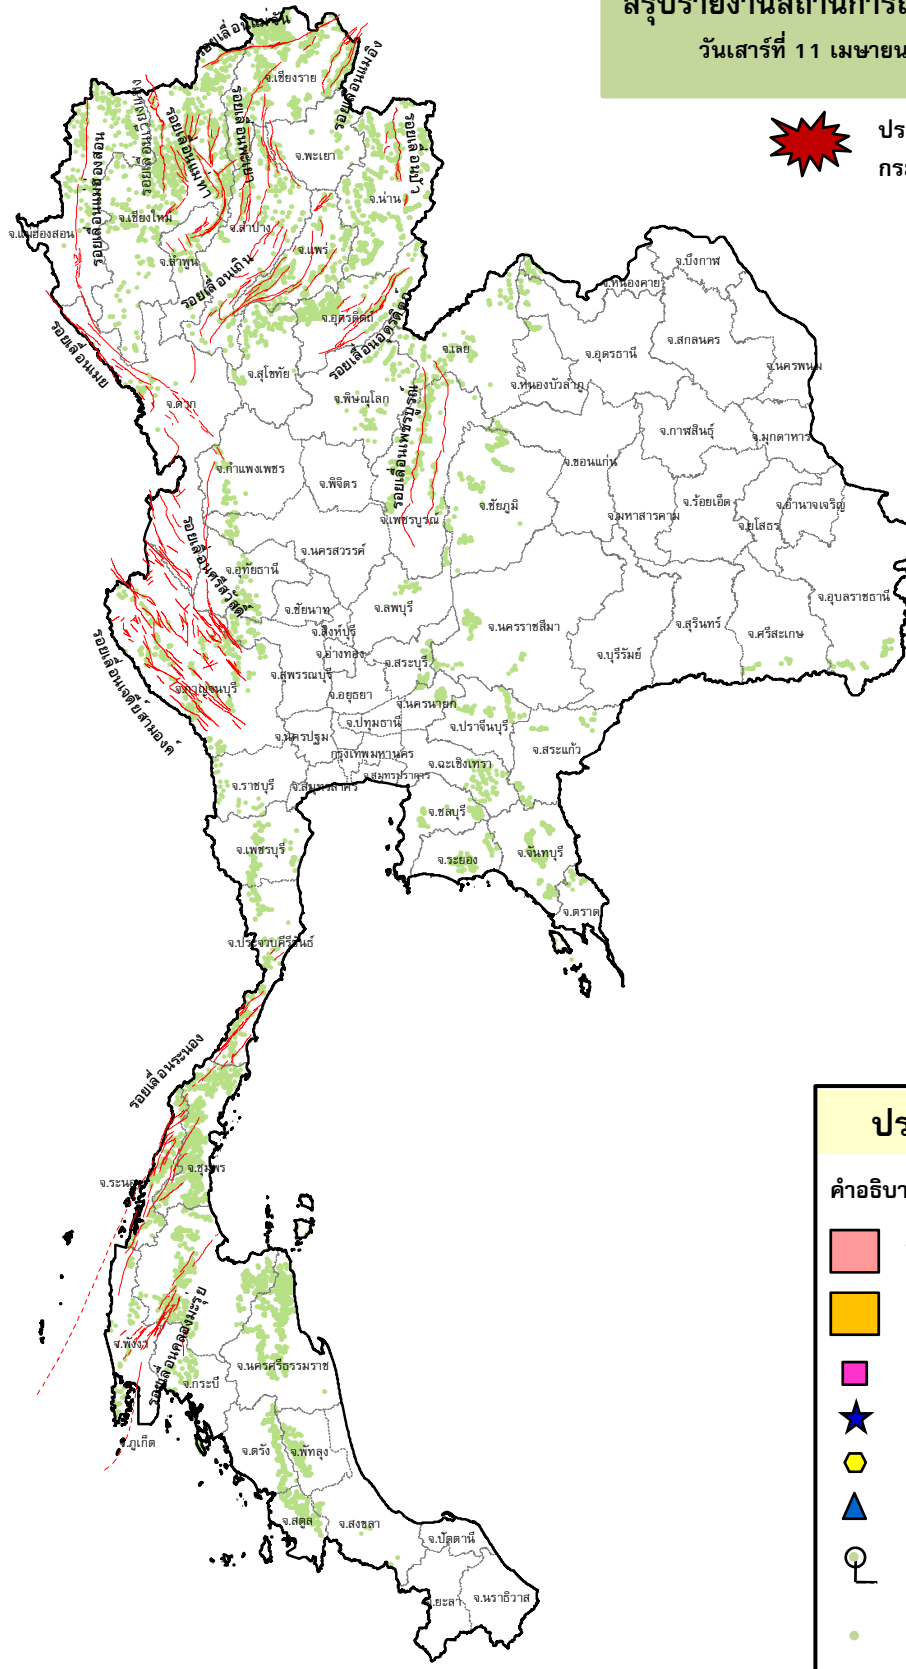 สรุปรายงานสถานการณ์
วันเสาร์ที่ 11 เมษายน
ประ
กระ
รอยเลื่อนแม่จัน
จ.เชียงราย
รอยเลื่อนแม่อิง
รอยเลื่อนพะเยา
รอยเลื่อนแม่ทา
รอยเลื่อนแม่ฮ่องสอน
รอยเลื่อนปัว
จ.พะเยา
จ.น่าน
จ.เชียงใหม่
จ.แม่ฮ่องสอน
จ.ลำปาง
จ.แพร่
จ.ลำพูน
รอยเลื่อนเถิน
จ.บึงกาฬ
จ.หนองคาย
จ.อุตรดิตถ์
รอยเลื่อนอุตรดิตถ์
รอยเลื่อนเมย
จ.เลย
จ.อุดรธานี
จ.สกลนคร
จ.นครพนม
จ.สุโขทัย
จ.หนองบัวลำภู
จ.ตาก
จ.พิษณุโลก
รอยเลื่อนเพชรบูรณ์
จ.กาฬสินธุ์
จ.มุกดาหาร
จ.กำแพงเพชร
จ.พิจิตร
จ.ขอนแก่น
จ.ชัยภูมิ
จ.ร้อยเอ็ด
จ.อำนาจเจริญ
จ.เพชรบูรณ์
จ.มหาสารคาม
จ.ยโสธร
รอยเลื่อนศรีสวัสดิ์
จ.นครสวรรค์
จ.อุทัยธานี
จ.ชัยนาท
จ.ลพบุรี
จ.อุบลราชธานี
จ.สิงห์บุรี
จ.นครราชสีมา
จ.สุรินทร์
จ.ศรีสะเกษ
จ.อ่างทอง
จ.สระบุรี
จ.บุรีรัมย์
รอยเลื่อนเจดีย์สามองค์
จ.สุพรรณบุรี
จ.กาญจนบุรี
จ.อยุธยา
จ.นครนายก
จ.ปทุมธานี
จ.ปราจีนบุรี
จ.นครปฐม
กรุงเทพมหานคร
จ.สระแก้ว
จ.ฉะเชิงเทรา
จ.สมุทรปราการ
จ.ราชบุรี
จ.สมุทรสาคร
จ.ชลบุรี
จ.เพชรบุรี
จ.ระยอง
จ.จันทบุรี
จ.ตราด
จ.ประจวบคีรีขันธ์
รอยเลื่อนระนอง
ประ
จ.ชุมพร
จ.ระนอง
คำอธิบาย
จ.พังงา
รอยเลื่อนคลองมะรุ่ย
จ.นครศรีธรรมราช
จ.กระบี่
จ.ภูเก็ต
จ.ตรัง
จ.พัทลุง
จ.สตูล
จ.สงขลา
จ.ปัตตานี
จ.ยะลา
จ.นราธิวาส